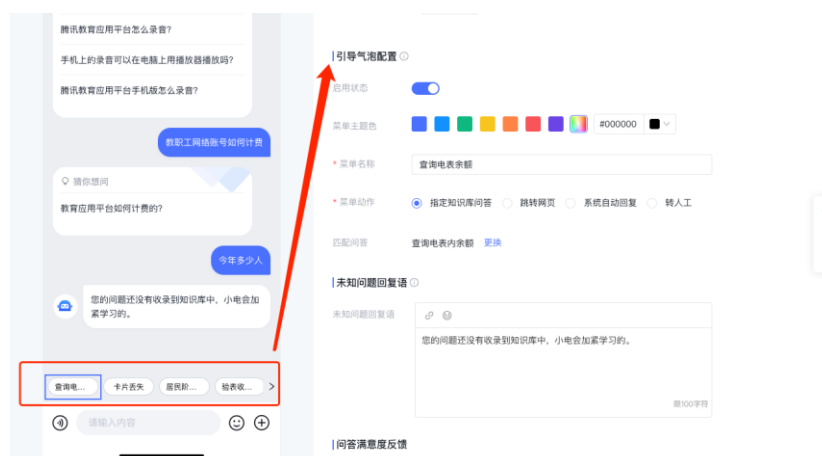 腾讯教育应用平台怎么录音?
手机上的录音可以在电脑上用播放器播放吗?
腾讯教育应用平台手机版怎么录音?
教职工网络账号如何计费
猜你想问
教育应用平台如何计费的?
今年多少人
您的问题还没有收录到知识库中，小电会加
紧学习的。
查询电...
卡片丢失
居民阶...
验表收...
请输入内容
引导气泡配置
启用状态
菜单主题色
#000000
* 菜单名称
查询电表余额
* 菜单动作
指定知识库问答
跳转网页
系统自动回复
转人工
匹配问答
查询电表内余额 更换
未知问题回复语
未知问题回复语
您的问题还没有收录到知识库中，小电会加紧学习的。
限100字符
问答满意度反馈